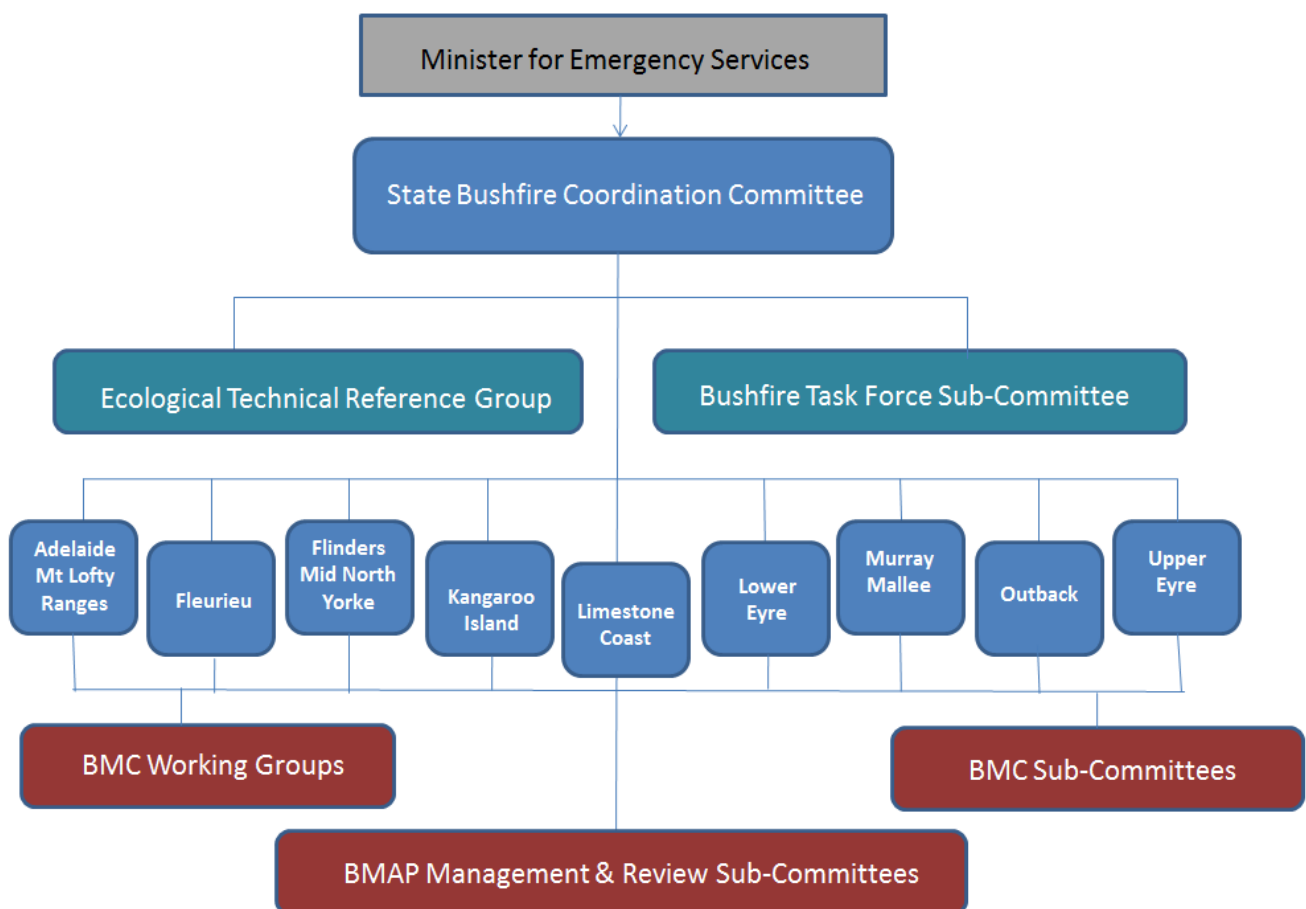 Minister for Emergency Services
State Bushfire Coordination Committee
Ecological Technical Reference Group
Bushfire Task Force Sub-Committee
Adelaide
Mt Lofty
Ranges
Fleurieu
Flinders
Mid North
Yorke
Kangaroo
Island
Limestone
Coast
Lower
Eyre
Murray
Mallee
Outback
Upper
Eyre
BMC Working Groups
BMC Sub-Committees
BMAP Management & Review Sub-Committees